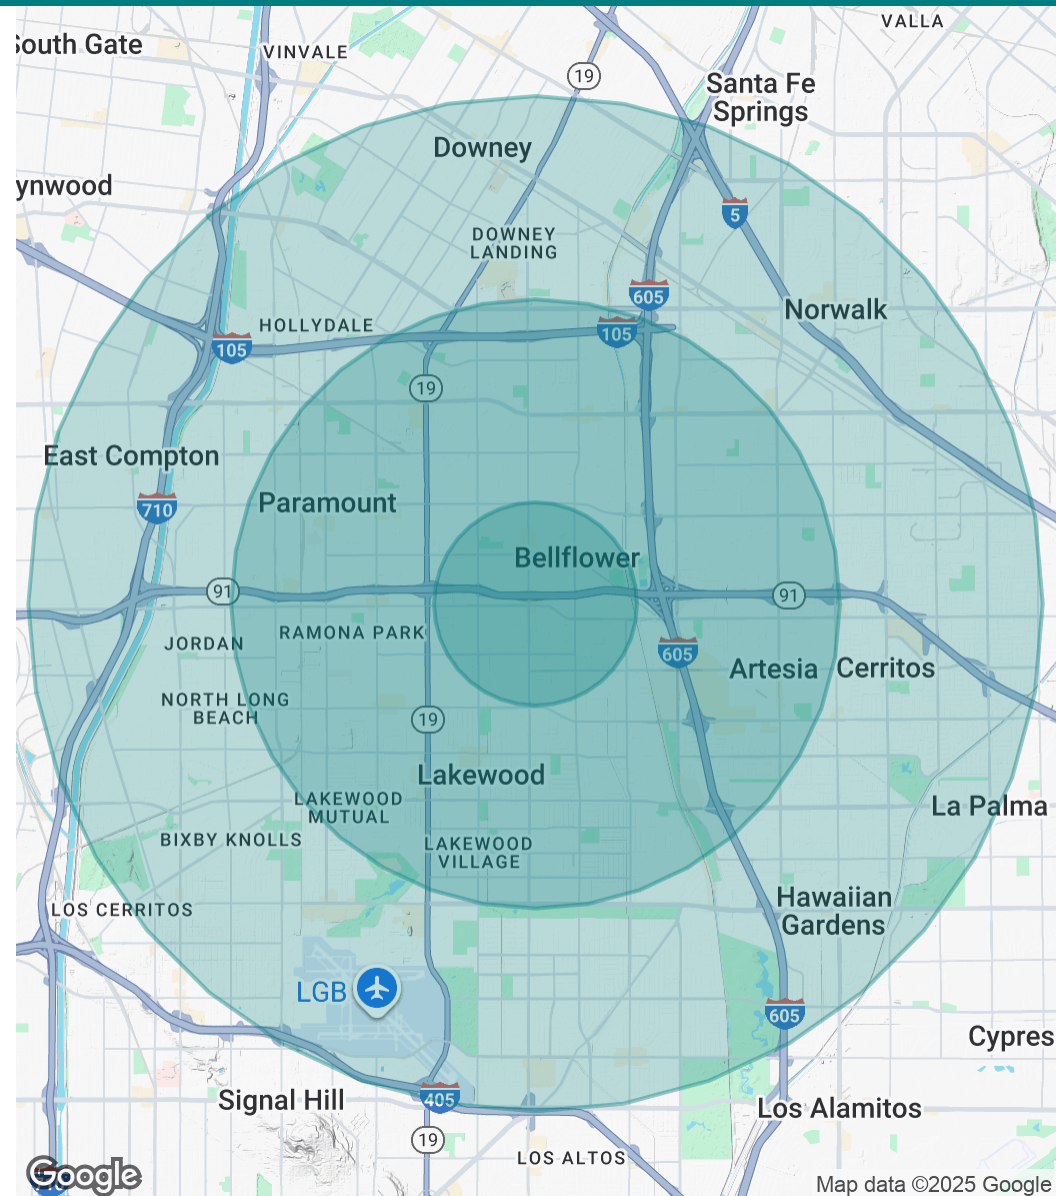 VALLA
South Gate
VINVALE
19
Santa Fe
Springs
Downey
ynwood
5
DOWNEY
LANDING
605
Norwalk
HOLLYDALE
105
105
19
East Compton
Paramount
710
Bellflower
91
91
RAMONA PARK
JORDAN
605
Artesia
Cerritos
NORTH LONG
BEACH
19
Lakewood
LAKEWOOD
MUTUAL
La Palma
BIXBY KNOLLS
LAKEWOOD
VILLAGE
Hawaiian
Gardens
LOS CERRITOS
LGB
605
Cypres
Signal Hill
405
Los Alamitos
19
LOS ALTOS
Google
Map data ©2025 Google